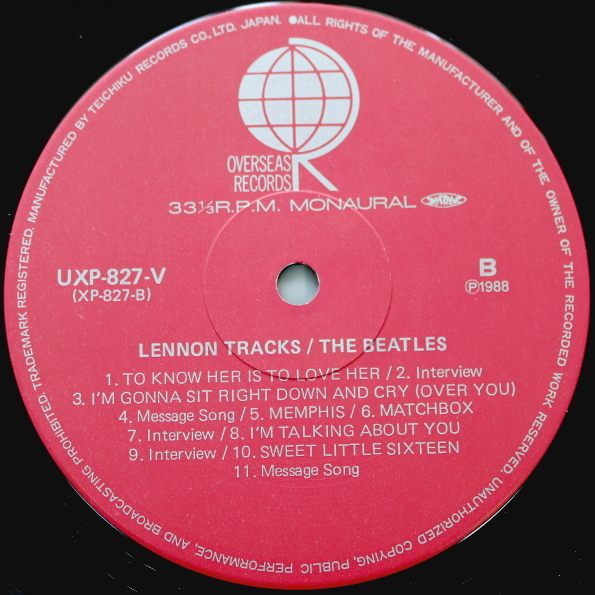 TRADEMARK REGISTERED. MANUFACTURED BY TEICHIKU RECORDS CO., LTD. JAPAN. ●ALL RIGHTS OF THE MANUFACTURER AND OF THE OWNER OF THE RECORDED WORK RESERVED. UNAUTHORIZED COPYING, PUBLIC PERFORMANCE, AND BROADCASTING PROHIBITED.
OVERSEAS
RECORDS
33⅓R.P.M. MONAURAL
UXP-827-V
(XP-827-B)
B
Ⓟ1988
LENNON TRACKS / THE BEATLES
1. TO KNOW HER IS TO LOVE HER / 2. Interview
3. I'M GONNA SIT RIGHT DOWN AND CRY (OVER YOU)
4. Message Song / 5. MEMPHIS / 6. MATCHBOX
7. Interview / 8. I'M TALKING ABOUT YOU
9. Interview / 10. SWEET LITTLE SIXTEEN
11. Message Song